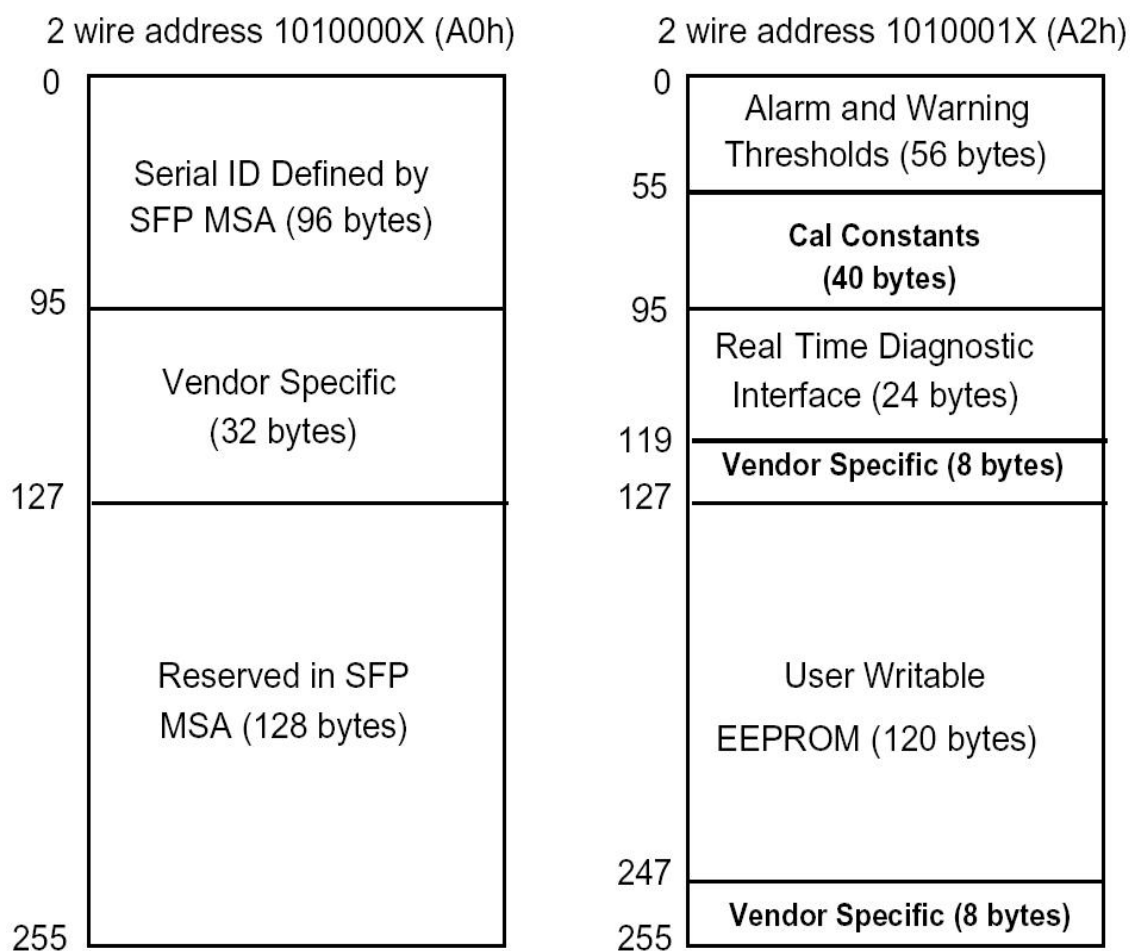 2 wire address 1010000X (A0h)
0
Serial ID Defined by
SFP MSA (96 bytes)
95
Vendor Specific
(32 bytes)
127
Reserved in SFP
MSA (128 bytes)
255
2 wire address 1010001X (A2h)
0
Alarm and Warning
Thresholds (56 bytes)
55
Cal Constants
(40 bytes)
95
Real Time Diagnostic
Interface (24 bytes)
119
Vendor Specific (8 bytes)
127
User Writable
EEPROM (120 bytes)
247
Vendor Specific (8 bytes)
255